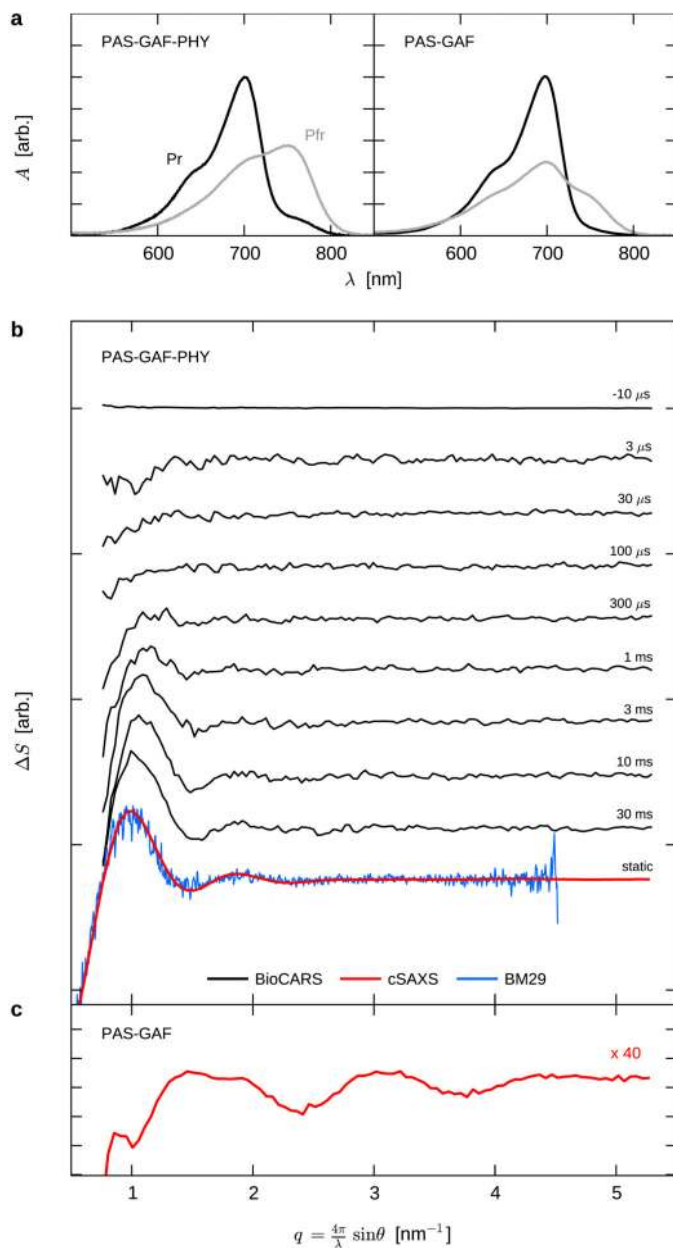 a
PAS-GAF-PHY
PAS-GAF
Pr
Pfr
A [arb.]
600 700 800 600 700 800
λ [nm]
b
PAS-GAF-PHY
-10 μs
3 μs
30 μs
100 μs
300 μs
1 ms
3 ms
10 ms
30 ms
static
ΔS [arb.]
BioCARS cSAXS BM29
c
PAS-GAF
x 40
1 2 3 4 5
q = 4π/λ sinθ [nm⁻¹]